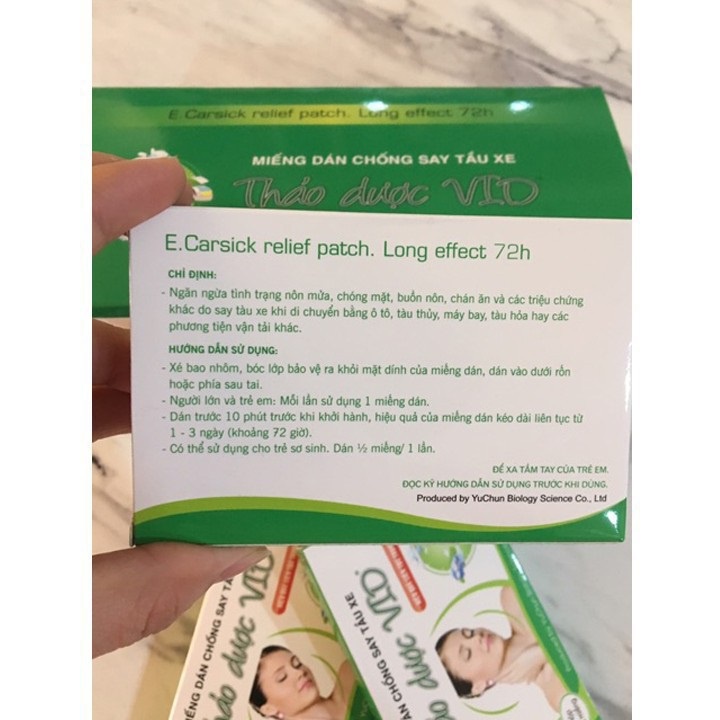 E.Carsick relief patch. Long effect 72h
MIẾNG DÁN CHỐNG SAY TẦU XE
Thảo dược VID
E.Carsick relief patch. Long effect 72h
CHỈ ĐỊNH:
- Ngăn ngừa tình trạng nôn mửa, chóng mặt, buồn nôn, chán ăn và các triệu chứng
khác do say tàu xe khi di chuyển bằng ô tô, tàu thủy, máy bay, tàu hỏa hay các
phương tiện vận tải khác.
HƯỚNG DẪN SỬ DỤNG:
- Xé bao nhôm, bóc lớp bảo vệ ra khỏi mặt dính của miếng dán, dán vào dưới rốn
hoặc phía sau tai.
- Người lớn và trẻ em: Mỗi lần sử dụng 1 miếng dán.
- Dán trước 10 phút trước khi khởi hành, hiệu quả của miếng dán kéo dài liên tục từ
1 - 3 ngày (khoảng 72 giờ).
- Có thể sử dụng cho trẻ sơ sinh. Dán ½ miếng/ 1 lần.
ĐỂ XA TẦM TAY CỦA TRẺ EM.
ĐỌC KỸ HƯỚNG DẪN SỬ DỤNG TRƯỚC KHI DÙNG.
Produced by YuChun Biology Science Co., Ltd
MIẾNG DÁN CHỐNG SAY TẦU XE
Thảo dược VID
DÁN CHỐNG SAY TẦU XE
dược VID